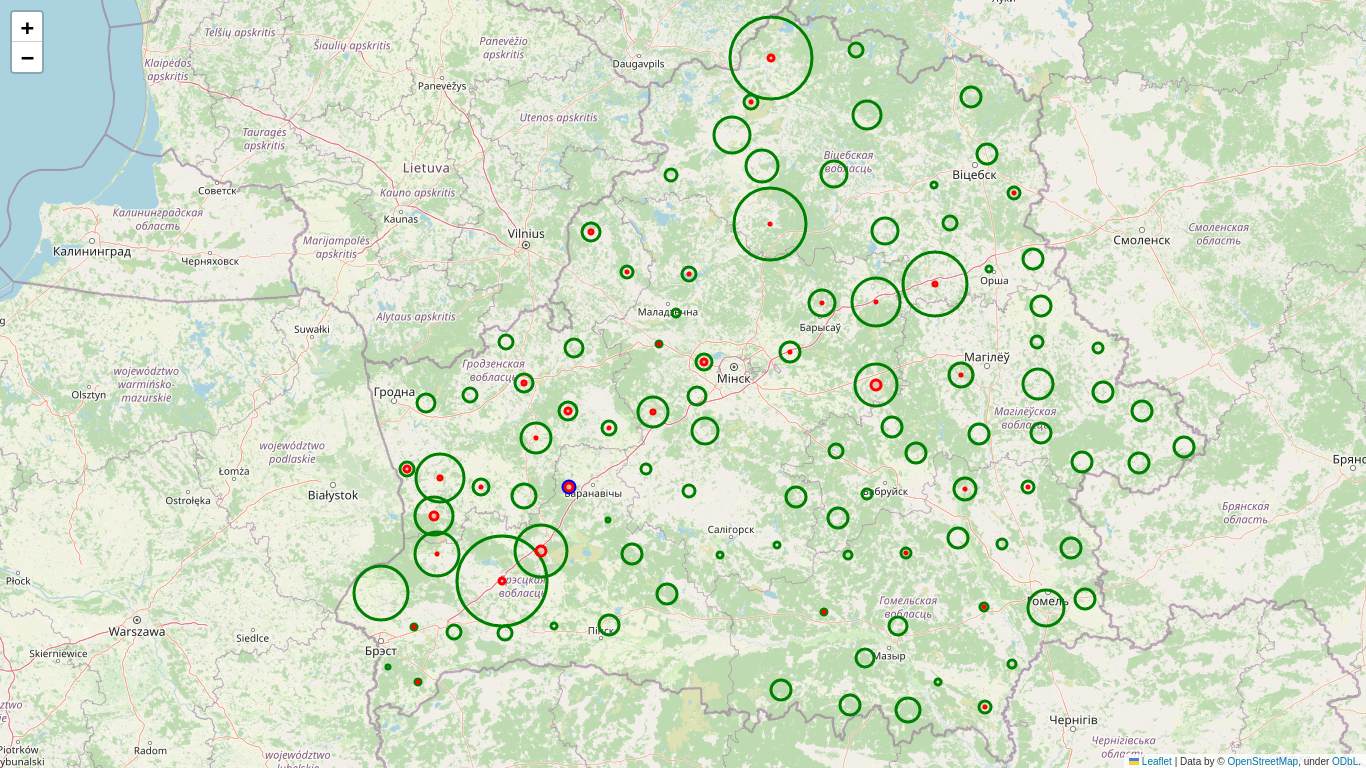 +
−
Луки
Telšių apskritis
Šiaulių apskritis
Panevėžio
apskritis
Klaipėdos
apskritis
Daugavpils
Panevėžys
Utenos apskritis
Tauragės
apskritis
Віцебская
вобласць
Lietuva
Віцебск
Советск
Kauno apskritis
Калининградская
область
Kaunas
Vilnius
Marijampolės
apskritis
Смоленск
Смоленская
область
Калининград
Черняховск
Орша
Alytaus apskritis
Маладзечна
Suwałki
Барысаў
Гродзенская
вобласць
Магілёў
Мінск
województwo
warmińsko-
mazurskie
Гродна
Olsztyn
Магілёўская
вобласць
województwo
podlaskie
Łomża
Брянс
Białystok
Баранавічы
Бабруйск
Ostrołęka
Салігорск
Брянская
область
Płock
Брэсцкая
вобласць
Гомельская
вобласць
Гомель
Warszawa
Siedlce
Пінск
Skierniewice
Брэст
Мазыр
Чернігів
Piotrków
Trybunalski
Radom
województwo
lubelskie
Чернігівська
область
Leaflet | Data by © OpenStreetMap, under ODbL.